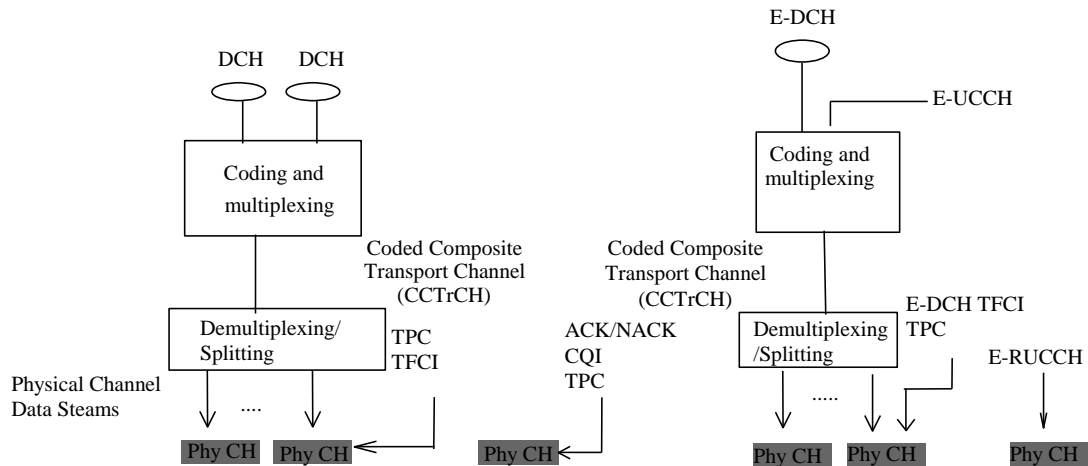 DCH DCH
Coding and
multiplexing
Coded Composite
Transport Channel
(CCTrCH)
Demultiplexing/
Splitting
TPC
TFCI
Physical Channel
Data Steams
....
Phy CH Phy CH
ACK/NACK
CQI
TPC
Phy CH
E-DCH
E-UCCH
Coding and
multiplexing
Coded Composite
Transport Channel
(CCTrCH)
Demultiplexing
/Splitting
E-DCH TFCI
TPC
.....
Phy CH Phy CH
E-RUCCH
Phy CH